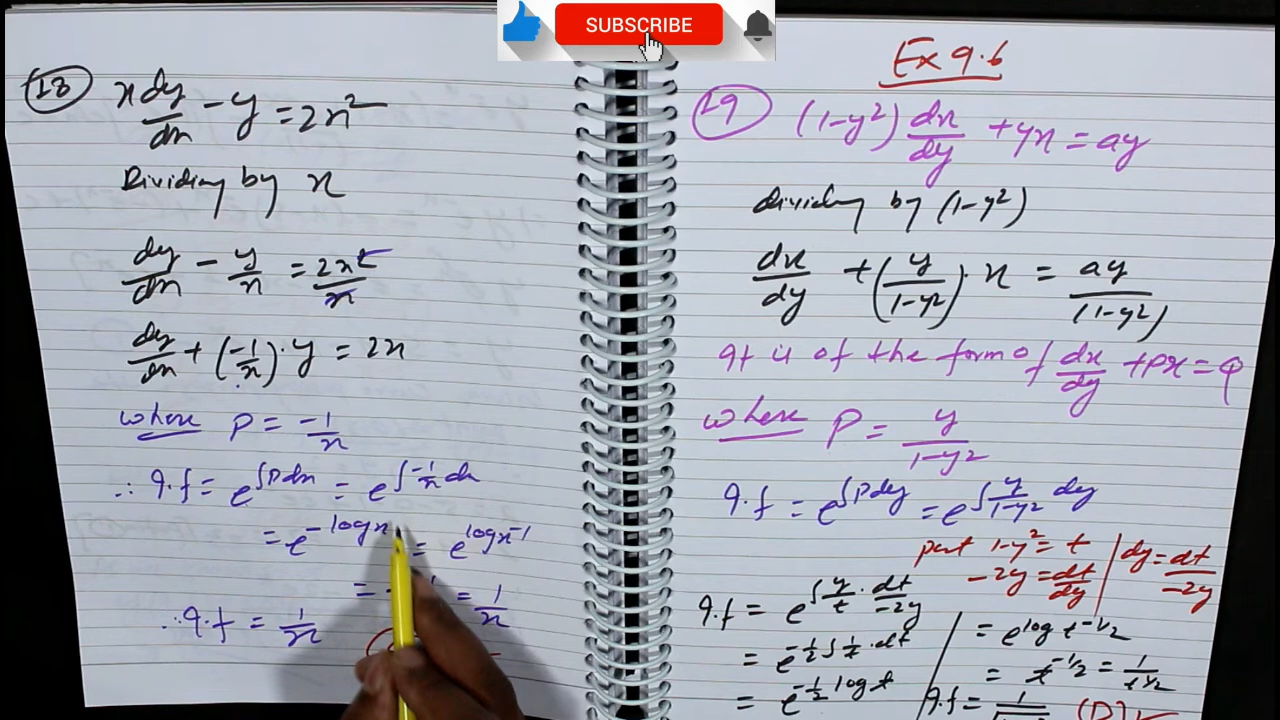 SUBSCRIBE
(18) x dy/dx - y = 2x²
Dividing by x
dy/dx - y/x = 2x²/x
dy/dx + (-1/x)·y = 2x
where P = -1/x
∴ I.f = e^∫Pdx = e^∫-1/x dx
= e^-log x = e^log x^-1
= = 1/x
∴ I.f = 1/x
Ex 9.6
(19) (1-y²) dx/dy + yx = ay
dividing by (1-y²)
dx/dy + (y/1-y²)·x = ay/(1-y²)
It is of the form of dx/dy + Px = Q
where P = y/1-y²
I.f = e^∫Pdy = e^∫y/1-y² dy
put 1-y² = t | dy = dt/-2y
-2y = dt/dy
I.f = e^∫y/t · dt/-2y
= e^-1/2 ∫1/t · dt
= e^-1/2 log t
= e^log t^-1/2
= t^-1/2 = 1/t^1/2
I.f = 1/√ (D)